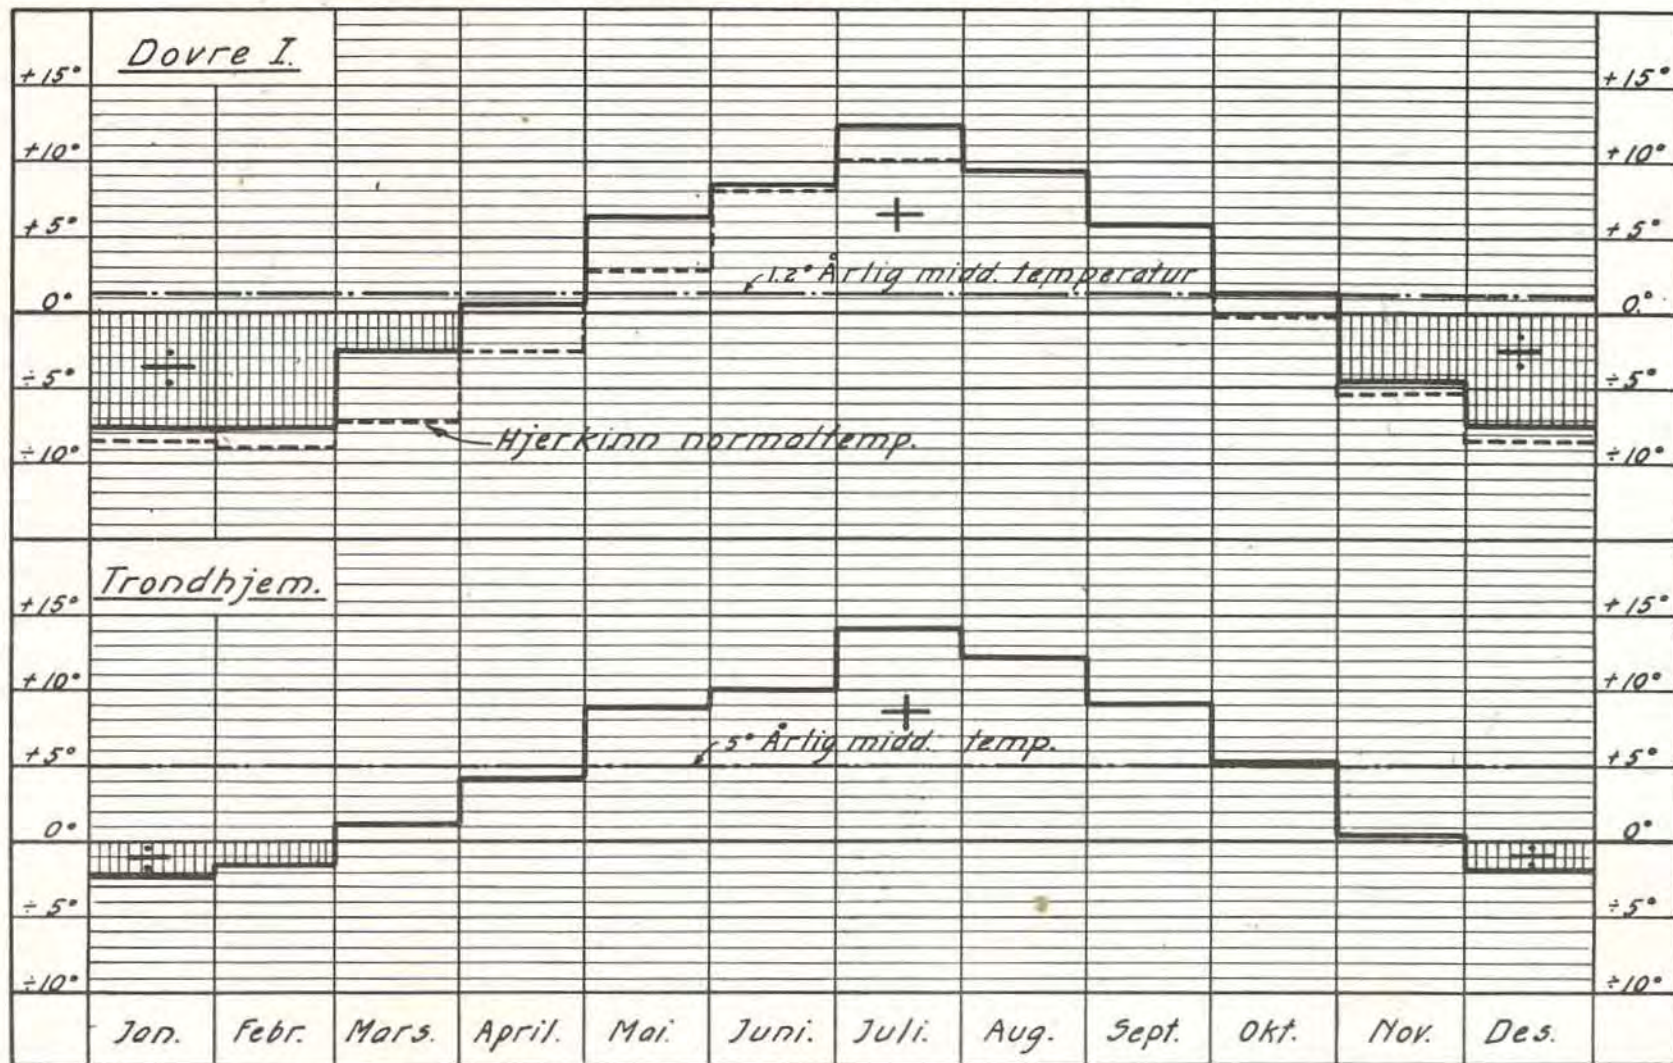 Dovre I.
+15° +15°
+10° +10°
+5° +5°
1.2° Årlig midd. temperatur
0° 0°
÷5° ÷5°
Hjerkinn normaltemp.
÷10° ÷10°
Trondhjem.
+15° +15°
+10° +10°
5° Årlig midd. temp.
+5° +5°
0° 0°
÷5° ÷5°
÷10° ÷10°
Jan. Febr. Mars. April. Mai. Juni. Juli. Aug. Sept. Okt. Nov. Des.